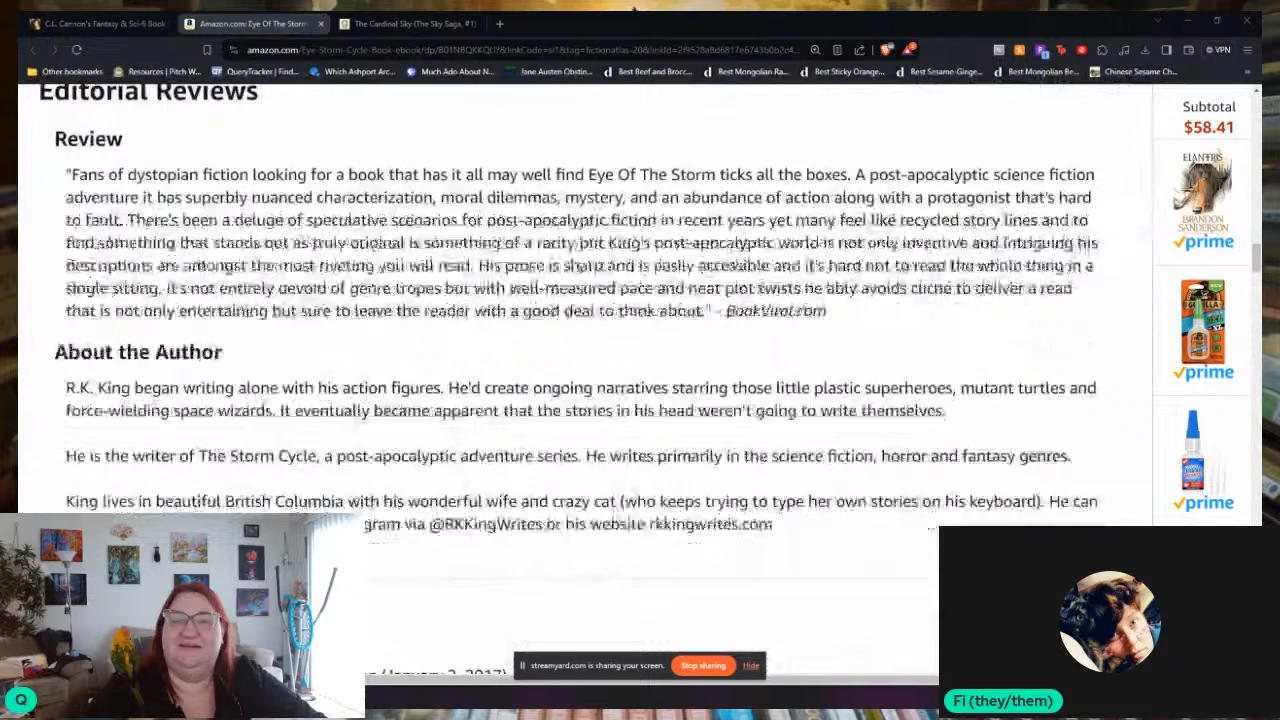 C.L. Cannon's Fantasy & Sci-fi Book
Amazon.com: Eye Of The Storm
The Cardinal Sky (The Sky Saga, #1)
amazon.com/Eye-Storm-Cycle-Book-ebook/dp/B01NBQKKQU?&linkCode=sl1&tag=fictionatlas-20&linkId=2f9528a8d6817e6743b0b2c4...
VPN
Other bookmarks
Resources | Pitch W...
QueryTracker | Find...
Which Ashport Arc...
Much Ado About N...
Jane Austen Obstin...
Best Beef and Brocc...
Best Mongolian Ra...
Best Sticky Orange...
Best Sesame-Ginge...
Best Mongolian Be...
Chinese Sesame Ch...
Editorial Reviews
Review
"Fans of dystopian fiction looking for a book that has it all may well find Eye Of The Storm ticks all the boxes. A post-apocalyptic science fiction
adventure it has superbly nuanced characterization, moral dilemmas, mystery, and an abundance of action along with a protagonist that's hard
to fault. There's been a deluge of speculative scenarios for post-apocalyptic fiction in recent years yet many feel like recycled story lines and to
find something that stands out as truly original is something of a rarity but King's post-apocalyptic world is not only inventive and intriguing his
descriptions are amongst the most riveting you will read. His prose is sharp and is easily accessible and it's hard not to read the whole thing in a
single sitting. It's not entirely devoid of genre tropes but with well-measured pace and neat plot twists he ably avoids cliché to deliver a read
that is not only entertaining but sure to leave the reader with a good deal to think about." - BookViral.com
About the Author
R.K. King began writing alone with his action figures. He'd create ongoing narratives starring those little plastic superheroes, mutant turtles and
force-wielding space wizards. It eventually became apparent that the stories in his head weren't going to write themselves.
He is the writer of The Storm Cycle, a post-apocalyptic adventure series. He writes primarily in the science fiction, horror and fantasy genres.
King lives in beautiful British Columbia with his wonderful wife and crazy cat (who keeps trying to type her own stories on his keyboard). He can
gram via @RKKingWrites or his website rkkingwrites.com
Subtotal
$58.41
ELANTRIS
BRANDON
SANDERSON
prime
GORILLA
prime
prime
streamyard.com is sharing your screen.
Stop sharing
Hide
Q
Fi (they/them)